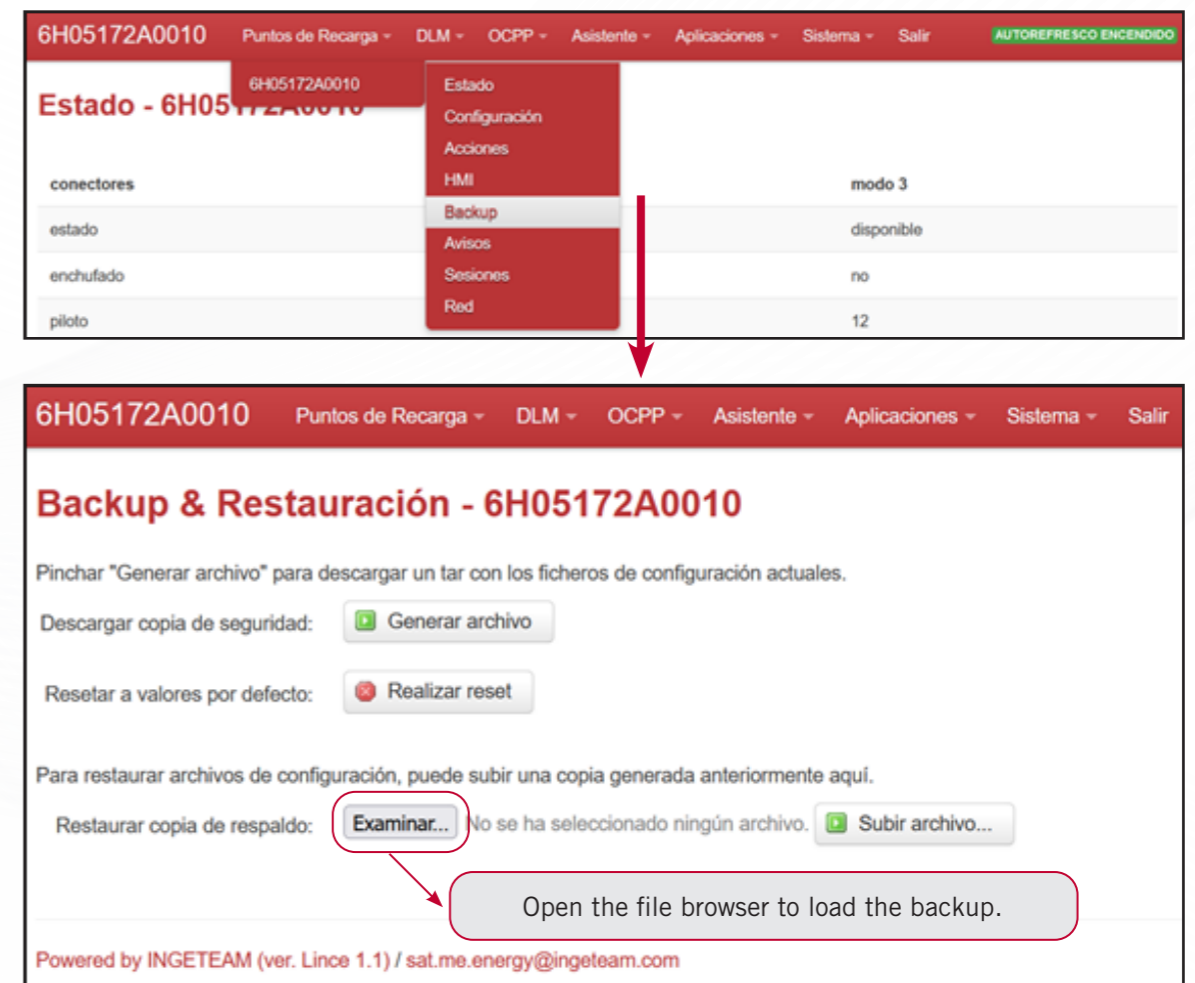 6H05172A0010 Puntos de Recarga DLM OCPP Asistente Aplicaciones Sistema Salir AUTOREFRESCO ENCENDIDO
6H05172A0010
Estado - 6H05172A0010
Estado
Configuración
Acciones
HMI
Backup
Avisos
Sesiones
Red
conectores modo 3
estado disponible
enchufado no
piloto 12
6H05172A0010 Puntos de Recarga DLM OCPP Asistente Aplicaciones Sistema Salir
Backup & Restauración - 6H05172A0010
Pinchar "Generar archivo" para descargar un tar con los ficheros de configuración actuales.
Descargar copia de seguridad: Generar archivo
Resetar a valores por defecto: Realizar reset
Para restaurar archivos de configuración, puede subir una copia generada anteriormente aquí.
Restaurar copia de respaldo: Examinar... No se ha seleccionado ningún archivo. Subir archivo...
Open the file browser to load the backup.
Powered by INGETEAM (ver. Lince 1.1) / sat.me.energy@ingeteam.com